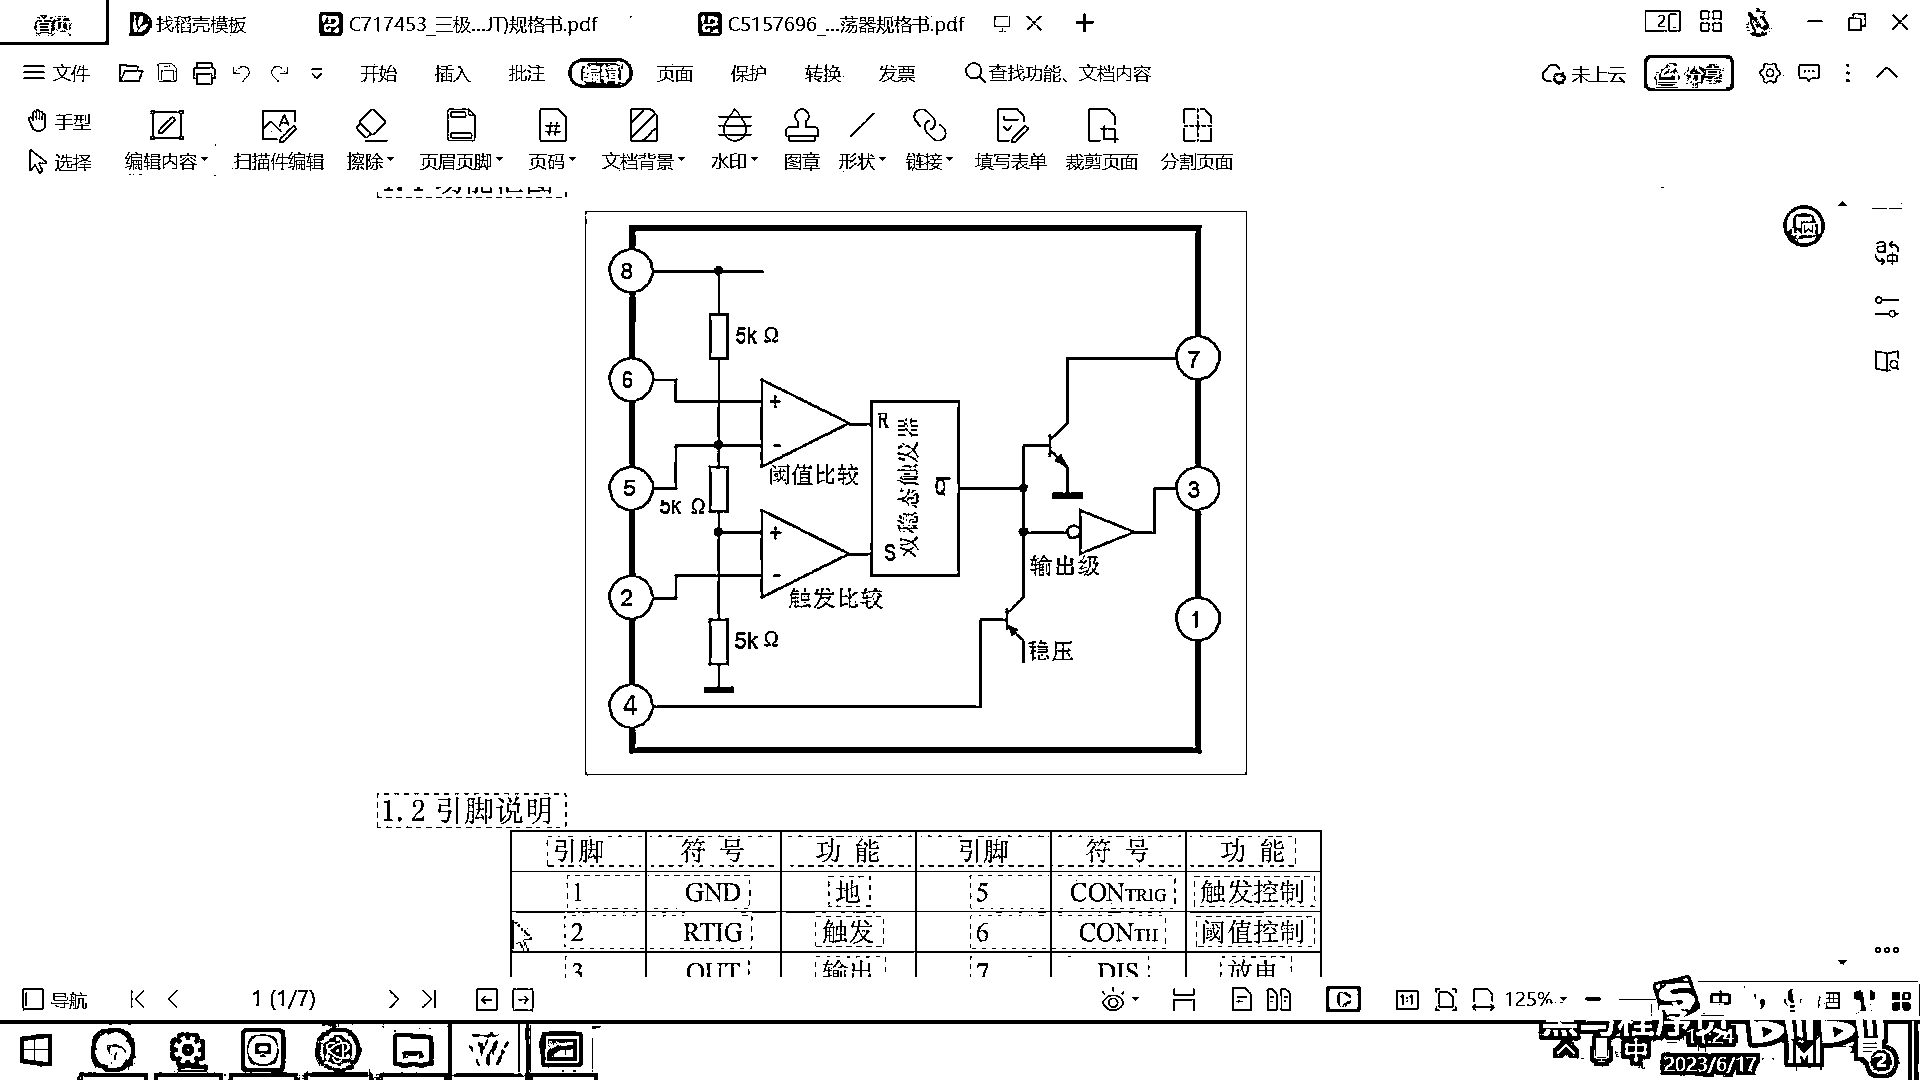 首页 找稻壳模板 C717453_三极...JT)规格书.pdf C5157696_...荡器规格书.pdf
文件 开始 插入 批注 编辑 页面 保护 转换 发票 查找功能、文档内容 未上云 分享
手型 选择 编辑内容 扫描件编辑 擦除 页眉页脚 页码 文档背景 水印 图章 形状 链接 填写表单 裁剪页面 分割页面
8
5k Ω
7
6
+
R
-
阈值比较
双稳态触发器
Q
5
5k Ω
3
+
S
-
触发比较
输出级
2
1
5k Ω
稳压
4
1.2 引脚说明
引脚 符 号 功 能 引脚 符 号 功 能
1 GND 地 5 CONTRIG 触发控制
2 RTIG 触发 6 CONTH 阈值控制
3 OUT 输出 7 DIS 放电
导航 1 (1/7) 1:1 125%
中
2023/6/17